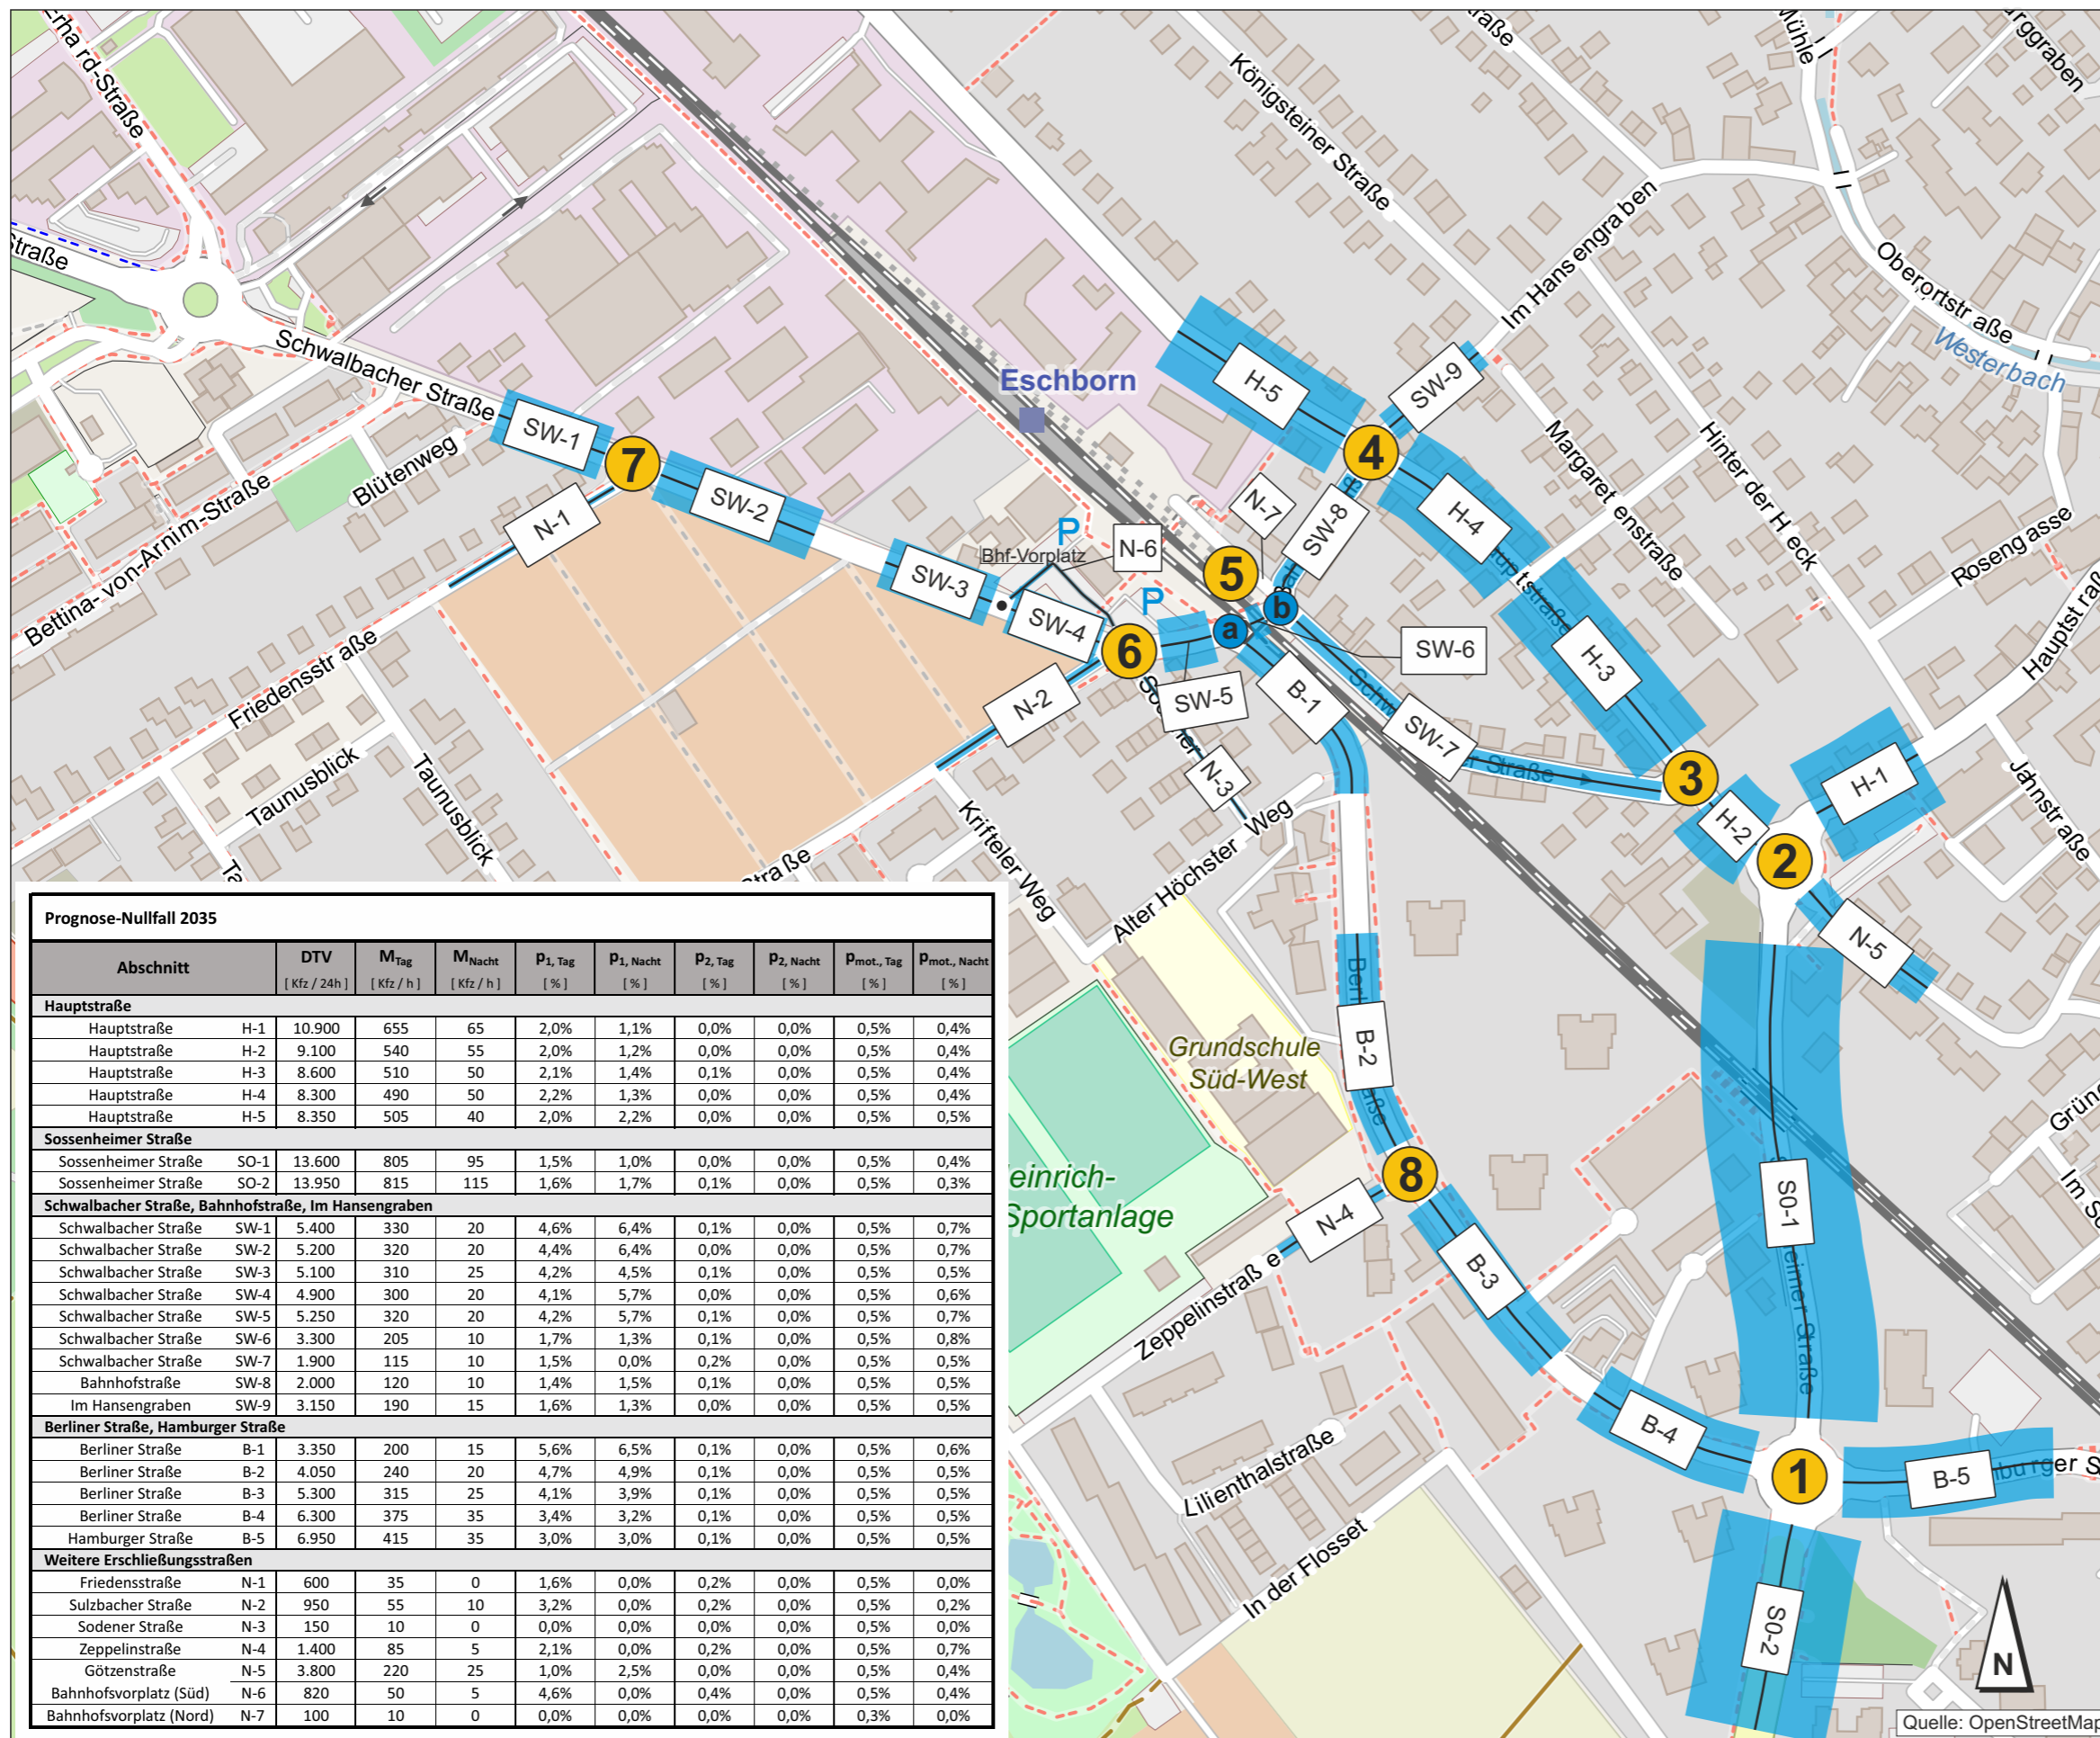 Erhard-Straße
Straße
Schwalbacher Straße
Blütenweg
Bettina-von-Arnim-Straße
Friedensstraße
Taunusblick
Taunusblick
Krifteler Weg
Alter Höchster Weg
Eschborn
Bhf-Vorplatz
P
P
Königsteiner Straße
Im Hansengraben
Oberortstraße
Westerbach
Margaretenstraße
Hinter der Heck
Rosengasse
Hauptstraß
Jahnstraße
Mühle
SW-1
SW-2
SW-3
SW-4
SW-5
SW-6
SW-7
SW-8
SW-9
N-1
N-2
N-3
N-4
N-5
N-6
N-7
H-1
H-2
H-3
H-4
H-5
B-1
B-2
B-3
B-4
B-5
S0-1
S0-2
1
2
3
4
5
6
7
8
a
b
Grundschule
Süd-West
einrich-
Sportanlage
Zeppelinstraße
Lilienthalstraße
In der Flosset
N
Quelle: OpenStreetMap
Prognose-Nullfall 2035
Abschnitt DTV MTag MNacht p1, Tag p1, Nacht p2, Tag p2, Nacht pmot., Tag pmot., Nacht
[ Kfz / 24h ] [ Kfz / h ] [ Kfz / h ] [ % ] [ % ] [ % ] [ % ] [ % ] [ % ]
Hauptstraße
Hauptstraße H-1 10.900 655 65 2,0% 1,1% 0,0% 0,0% 0,5% 0,4%
Hauptstraße H-2 9.100 540 55 2,0% 1,2% 0,0% 0,0% 0,5% 0,4%
Hauptstraße H-3 8.600 510 50 2,1% 1,4% 0,1% 0,0% 0,5% 0,4%
Hauptstraße H-4 8.300 490 50 2,2% 1,3% 0,0% 0,0% 0,5% 0,4%
Hauptstraße H-5 8.350 505 40 2,0% 2,2% 0,0% 0,0% 0,5% 0,5%
Sossenheimer Straße
Sossenheimer Straße SO-1 13.600 805 95 1,5% 1,0% 0,0% 0,0% 0,5% 0,4%
Sossenheimer Straße SO-2 13.950 815 115 1,6% 1,7% 0,1% 0,0% 0,5% 0,3%
Schwalbacher Straße, Bahnhofstraße, Im Hansengraben
Schwalbacher Straße SW-1 5.400 330 20 4,6% 6,4% 0,1% 0,0% 0,5% 0,7%
Schwalbacher Straße SW-2 5.200 320 20 4,4% 6,4% 0,0% 0,0% 0,5% 0,7%
Schwalbacher Straße SW-3 5.100 310 25 4,2% 4,5% 0,1% 0,0% 0,5% 0,5%
Schwalbacher Straße SW-4 4.900 300 20 4,1% 5,7% 0,0% 0,0% 0,5% 0,6%
Schwalbacher Straße SW-5 5.250 320 20 4,2% 5,7% 0,1% 0,0% 0,5% 0,7%
Schwalbacher Straße SW-6 3.300 205 10 1,7% 1,3% 0,1% 0,0% 0,5% 0,8%
Schwalbacher Straße SW-7 1.900 115 10 1,5% 0,0% 0,2% 0,0% 0,5% 0,5%
Bahnhofstraße SW-8 2.000 120 10 1,4% 1,5% 0,1% 0,0% 0,5% 0,5%
Im Hansengraben SW-9 3.150 190 15 1,6% 1,3% 0,0% 0,0% 0,5% 0,5%
Berliner Straße, Hamburger Straße
Berliner Straße B-1 3.350 200 15 5,6% 6,5% 0,1% 0,0% 0,5% 0,6%
Berliner Straße B-2 4.050 240 20 4,7% 4,9% 0,1% 0,0% 0,5% 0,5%
Berliner Straße B-3 5.300 315 25 4,1% 3,9% 0,1% 0,0% 0,5% 0,5%
Berliner Straße B-4 6.300 375 35 3,4% 3,2% 0,1% 0,0% 0,5% 0,5%
Hamburger Straße B-5 6.950 415 35 3,0% 3,0% 0,1% 0,0% 0,5% 0,5%
Weitere Erschließungsstraßen
Friedensstraße N-1 600 35 0 1,6% 0,0% 0,2% 0,0% 0,5% 0,0%
Sulzbacher Straße N-2 950 55 10 3,2% 0,0% 0,2% 0,0% 0,5% 0,2%
Sodener Straße N-3 150 10 0 0,0% 0,0% 0,0% 0,0% 0,5% 0,0%
Zeppelinstraße N-4 1.400 85 5 2,1% 0,0% 0,2% 0,0% 0,5% 0,7%
Götzenstraße N-5 3.800 220 25 1,0% 2,5% 0,0% 0,0% 0,5% 0,4%
Bahnhofsvorplatz (Süd) N-6 820 50 5 4,6% 0,0% 0,4% 0,0% 0,5% 0,4%
Bahnhofsvorplatz (Nord) N-7 100 10 0 0,0% 0,0% 0,0% 0,0% 0,3% 0,0%